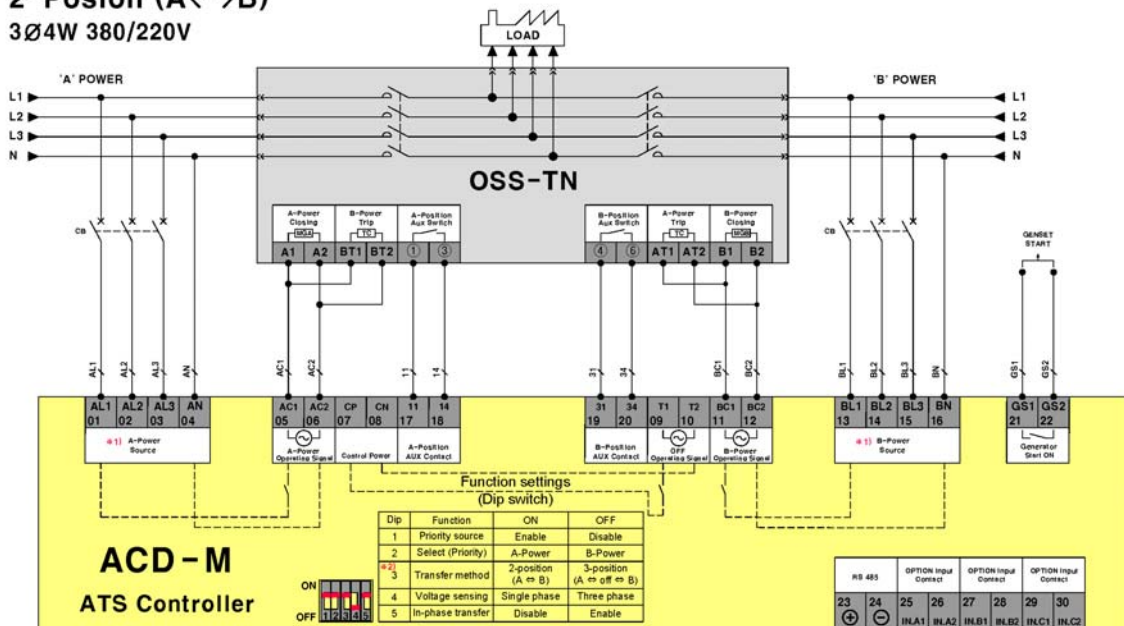 2 Posion (A<->B)
3Ø4W 380/220V
LOAD
'A' POWER
'B' POWER
L1
L1
L2
L2
L3
L3
N
N
OSS-TN
A-Power
Closing
B-Power
Trip
A-Position
Aux Switch
B-Position
Aux Switch
A-Power
Trip
B-Power
Closing
MGA
TC
TC
MGB
A1 A2 BT1 BT2 ① ③
④ ⑥ AT1 AT2 B1 B2
CB
CB
GENSET
START
AL1 AL2 AL3 AN
AC1 AC2 11 14
31 34 BC1 BC2
BL1 BL2 BL3 BN
GS1 GS2
AL1 AL2 AL3 AN
01 02 03 04
※1) A-Power
Source
AC1 AC2 CP CN 11 14
05 06 07 08 17 18
A-Power
Operating Signal
Control Power
A-Position
AUX Contact
31 34 T1 T2 BC1 BC2
19 20 09 10 11 12
B-Position
AUX Contact
OFF
Operating Signal
B-Power
Operating Signal
BL1 BL2 BL3 BN
13 14 15 16
※1) B-Power
Source
GS1 GS2
21 22
Generator
Start ON
Function settings
(Dip switch)
Dip Function ON OFF
1 Priority source Enable Disable
2 Select (Priority) A-Power B-Power
※2)
3 Transfer method 2-position (A ⇔ B) 3-position (A ⇔ off ⇔ B)
4 Voltage sensing Single phase Three phase
5 In-phase transfer Disable Enable
ACD-M
ATS Controller
ON
OFF
1 2 3 4 5
RS 485 OPTION Input Contact OPTION Input Contact OPTION Input Contact
23 24 25 26 27 28 29 30
⊕ ⊖ IN.A1 IN.A2 IN.B1 IN.B2 IN.C1 IN.C2